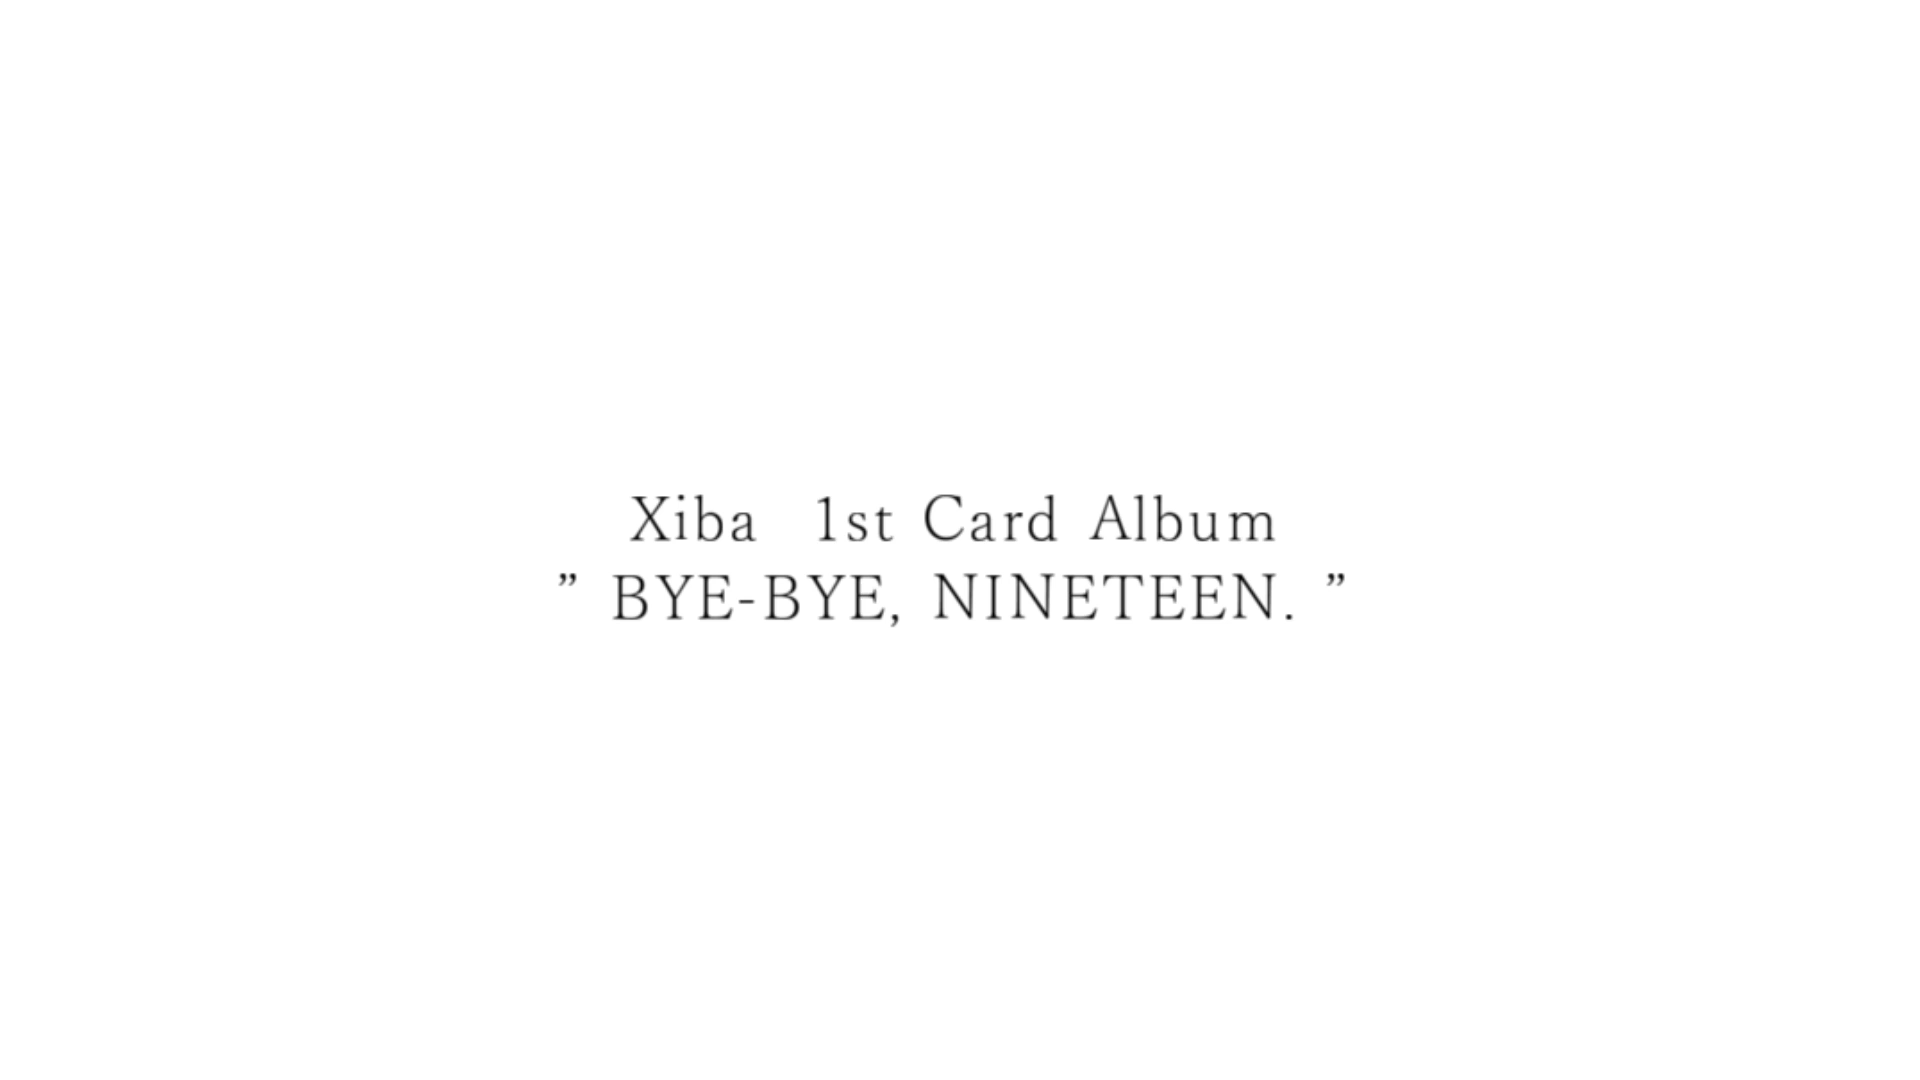 Xiba  1st Card Album
” BYE-BYE, NINETEEN. ”